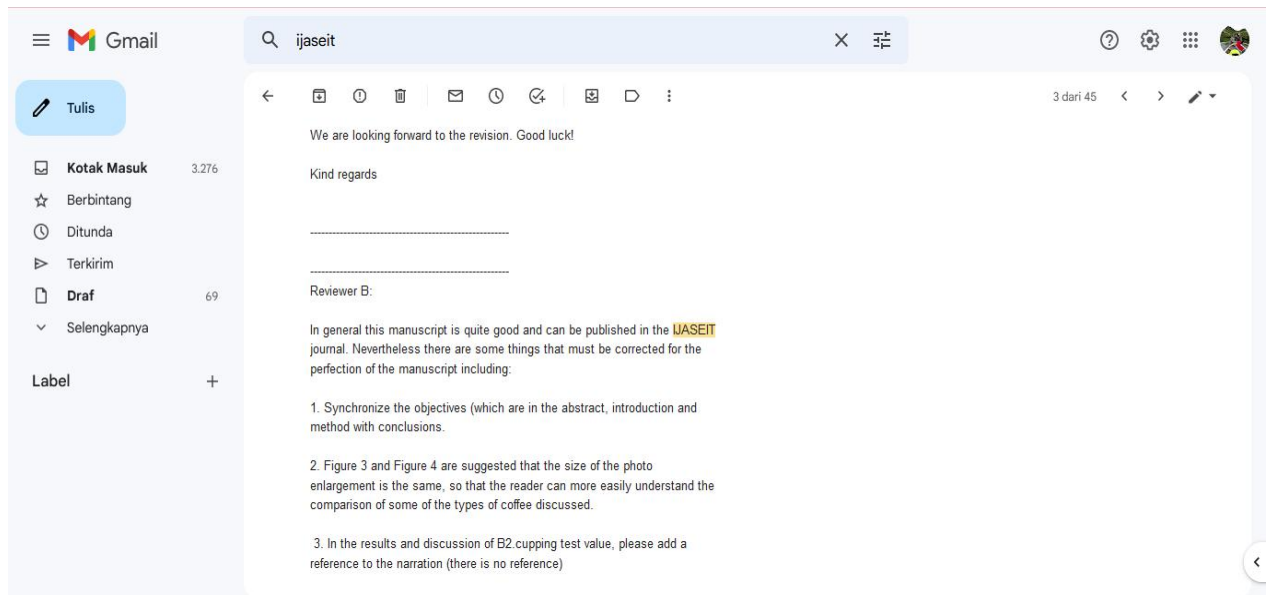 Gmail
ijaseit
Tulis
3 dari 45
Kotak Masuk 3.276
Berbintang
Ditunda
Terkirim
Draf 69
Selengkapnya
Label
We are looking forward to the revision. Good luck!
Kind regards
------------------------------------------------------
------------------------------------------------------
Reviewer B:
In general this manuscript is quite good and can be published in the IJASEIT
journal. Nevertheless there are some things that must be corrected for the
perfection of the manuscript including:
1. Synchronize the objectives (which are in the abstract, introduction and
method with conclusions.
2. Figure 3 and Figure 4 are suggested that the size of the photo
enlargement is the same, so that the reader can more easily understand the
comparison of some of the types of coffee discussed.
3. In the results and discussion of B2.cupping test value, please add a
reference to the narration (there is no reference)